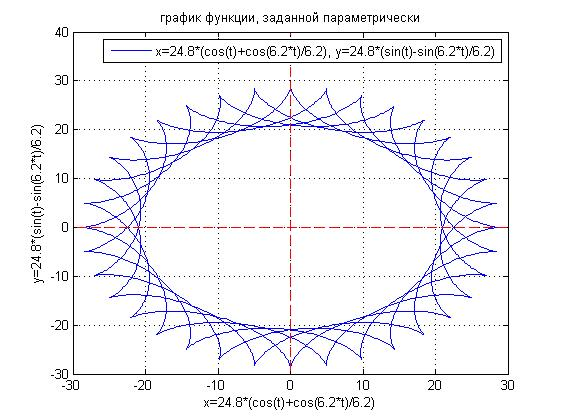 график функции, заданной параметрически
x=24.8*(cos(t)+cos(6.2*t)/6.2), y=24.8*(sin(t)-sin(6.2*t)/6.2)
40
30
20
10
0
-10
-20
-30
y=24.8*(sin(t)-sin(6.2*t)/6.2)
-30 -20 -10 0 10 20 30
x=24.8*(cos(t)+cos(6.2*t)/6.2)